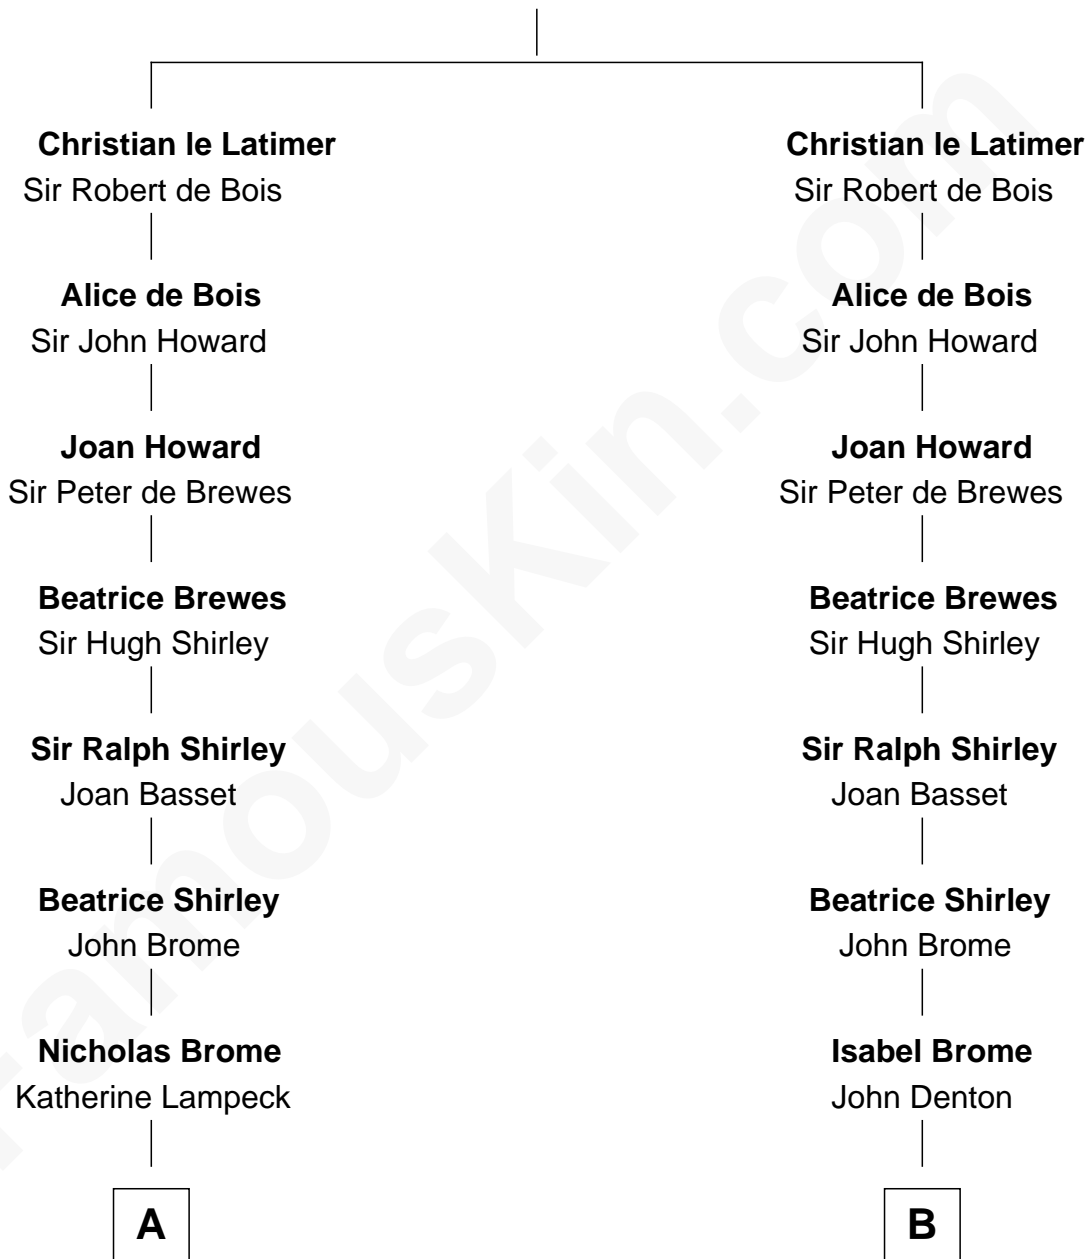 Christian le Latimer
Sir Robert de Bois
Alice de Bois
Sir John Howard
Joan Howard
Sir Peter de Brewes
Beatrice Brewes
Sir Hugh Shirley
Sir Ralph Shirley
Joan Basset
Beatrice Shirley
John Brome
Nicholas Brome
Katherine Lampeck
A
Christian le Latimer
Sir Robert de Bois
Alice de Bois
Sir John Howard
Joan Howard
Sir Peter de Brewes
Beatrice Brewes
Sir Hugh Shirley
Sir Ralph Shirley
Joan Basset
Beatrice Shirley
John Brome
Isabel Brome
John Denton
B
FamousKin.com